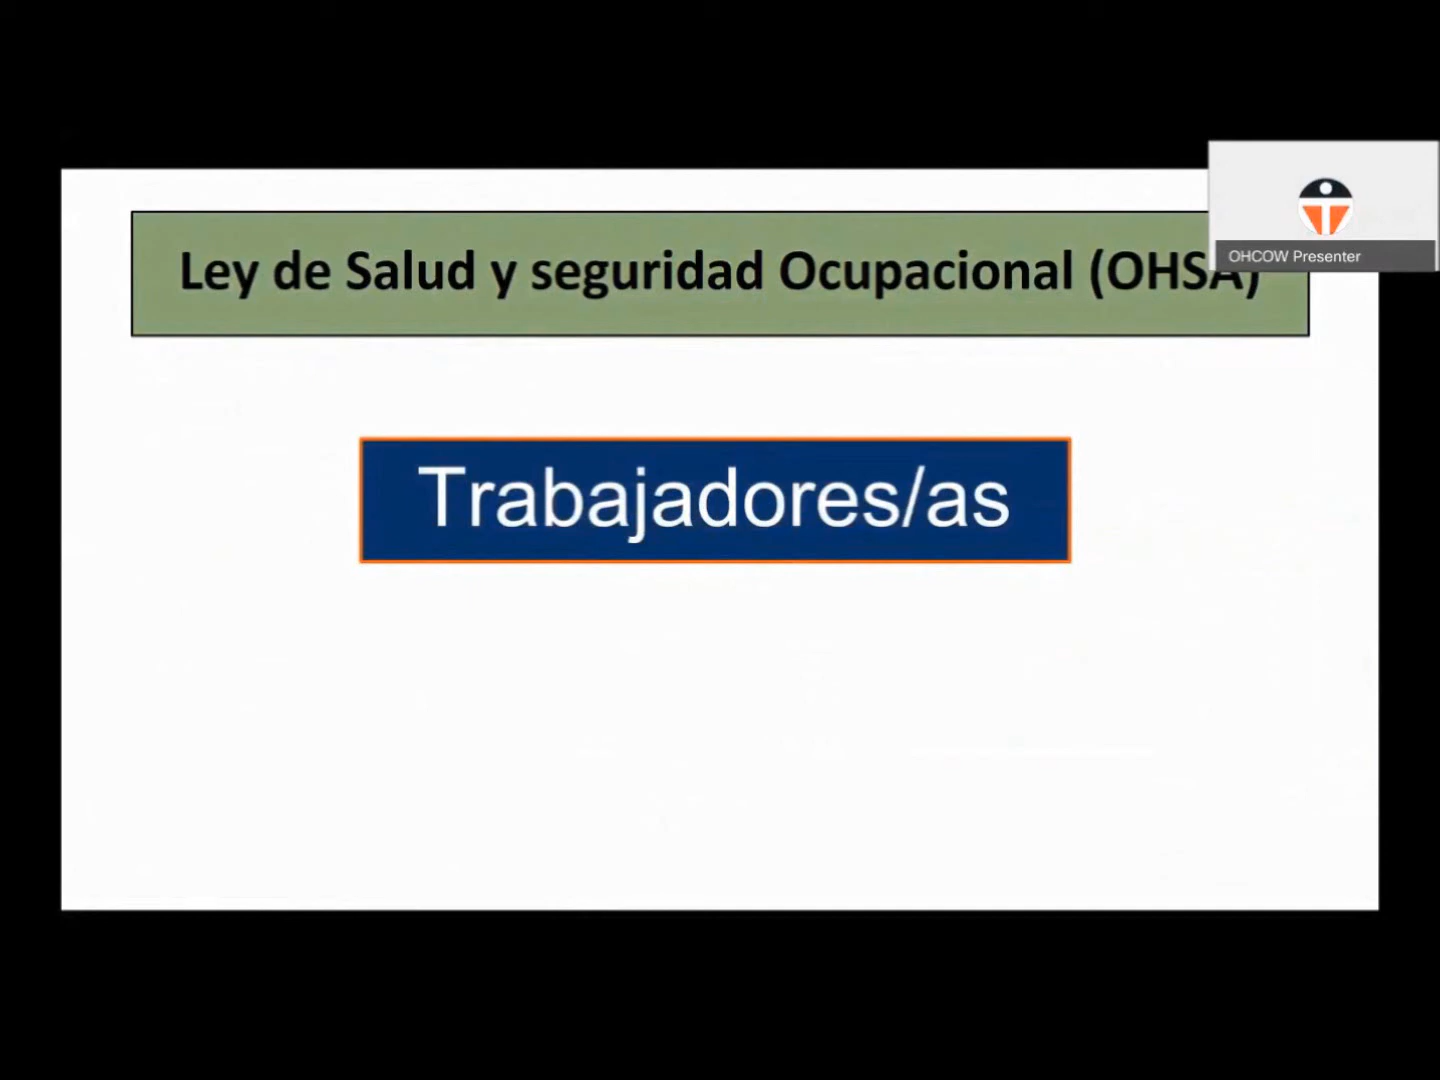 Ley de Salud y seguridad Ocupacional (OHSA)
OHCOW Presenter
Trabajadores/as